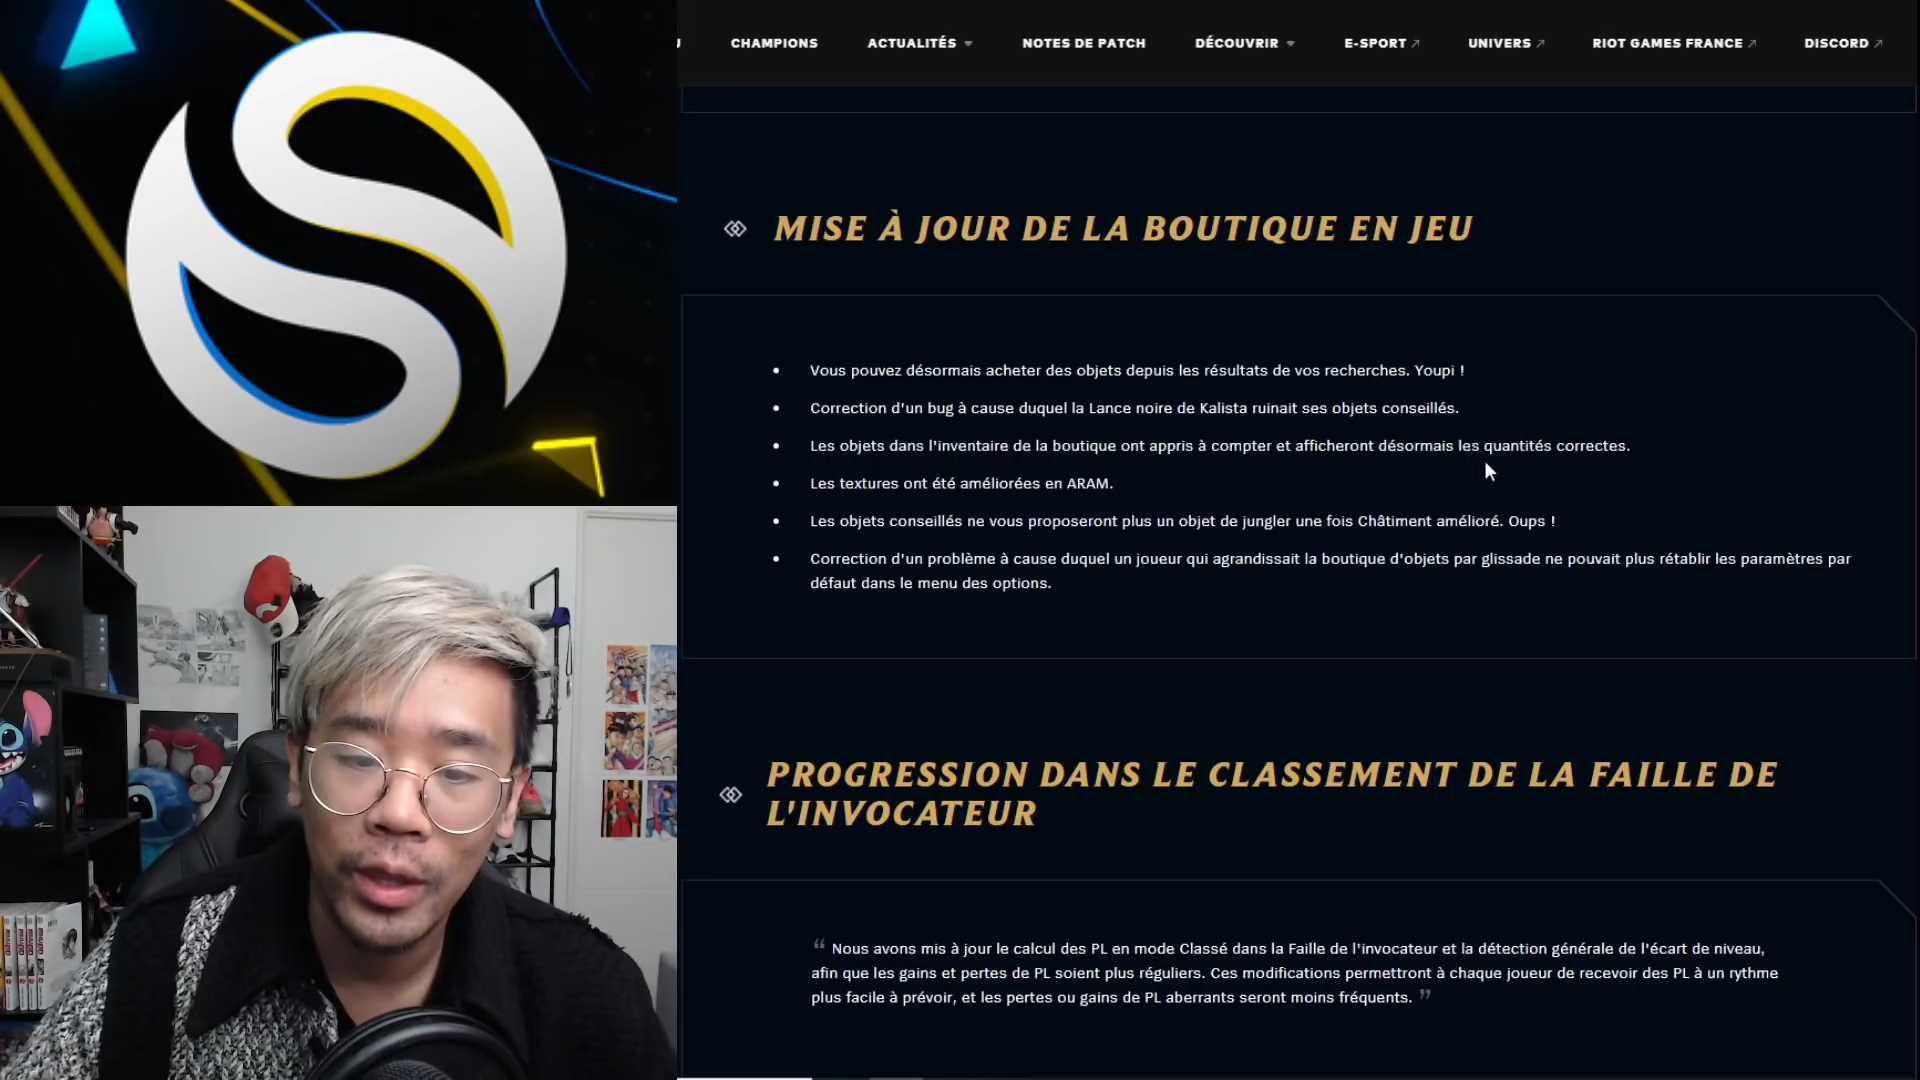 CHAMPIONS ACTUALITÉS NOTES DE PATCH DÉCOUVRIR E-SPORT UNIVERS RIOT GAMES FRANCE DISCORD
MISE À JOUR DE LA BOUTIQUE EN JEU
Vous pouvez désormais acheter des objets depuis les résultats de vos recherches. Youpi !
Correction d'un bug à cause duquel la Lance noire de Kalista ruinait ses objets conseillés.
Les objets dans l'inventaire de la boutique ont appris à compter et afficheront désormais les quantités correctes.
Les textures ont été améliorées en ARAM.
Les objets conseillés ne vous proposeront plus un objet de jungler une fois Châtiment amélioré. Oups !
Correction d'un problème à cause duquel un joueur qui agrandissait la boutique d'objets par glissade ne pouvait plus rétablir les paramètres par
défaut dans le menu des options.
PROGRESSION DANS LE CLASSEMENT DE LA FAILLE DE
L'INVOCATEUR
“ Nous avons mis à jour le calcul des PL en mode Classé dans la Faille de l'invocateur et la détection générale de l'écart de niveau,
afin que les gains et pertes de PL soient plus réguliers. Ces modifications permettront à chaque joueur de recevoir des PL à un rythme
plus facile à prévoir, et les pertes ou gains de PL aberrants seront moins fréquents. ”